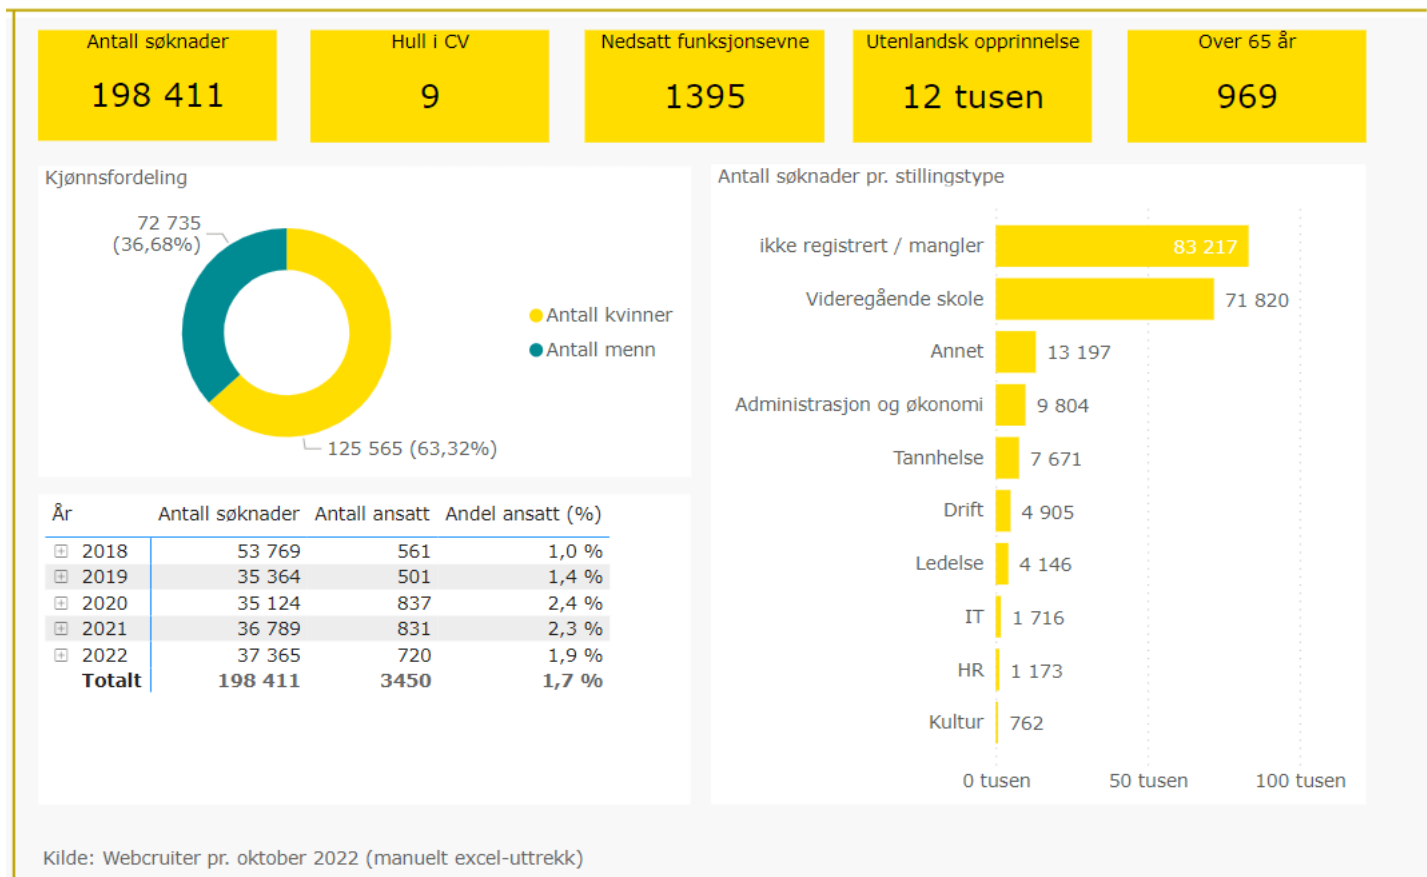 Antall søknader
198 411
Hull i CV
9
Nedsatt funksjonsevne
1395
Utenlandsk opprinnelse
12 tusen
Over 65 år
969
Kjønnsfordeling
72 735
(36,68%)
125 565 (63,32%)
Antall kvinner
Antall menn
År Antall søknader Antall ansatt Andel ansatt (%)
2018 53 769 561 1,0 %
2019 35 364 501 1,4 %
2020 35 124 837 2,4 %
2021 36 789 831 2,3 %
2022 37 365 720 1,9 %
Totalt 198 411 3450 1,7 %
Antall søknader pr. stillingstype
ikke registrert / mangler 83 217
Videregående skole 71 820
Annet 13 197
Administrasjon og økonomi 9 804
Tannhelse 7 671
Drift 4 905
Ledelse 4 146
IT 1 716
HR 1 173
Kultur 762
0 tusen 50 tusen 100 tusen
Kilde: Webcruiter pr. oktober 2022 (manuelt excel-uttrekk)